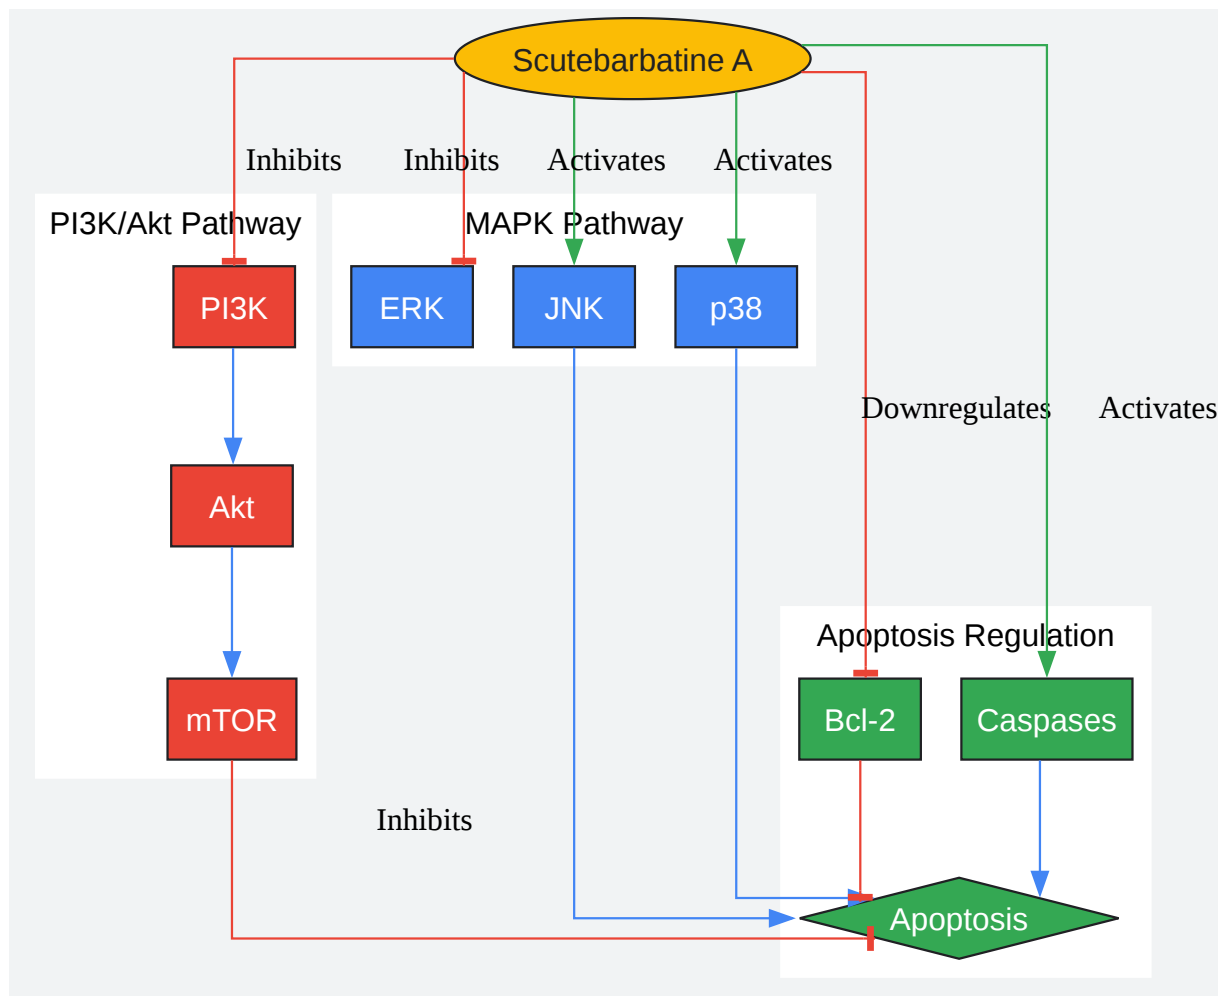 Scutebarbatine A
Inhibits
Inhibits
Activates
Activates
PI3K/Akt Pathway
MAPK Pathway
PI3K
ERK
JNK
p38
Downregulates
Activates
Akt
Apoptosis Regulation
mTOR
Bcl-2
Caspases
Inhibits
Apoptosis